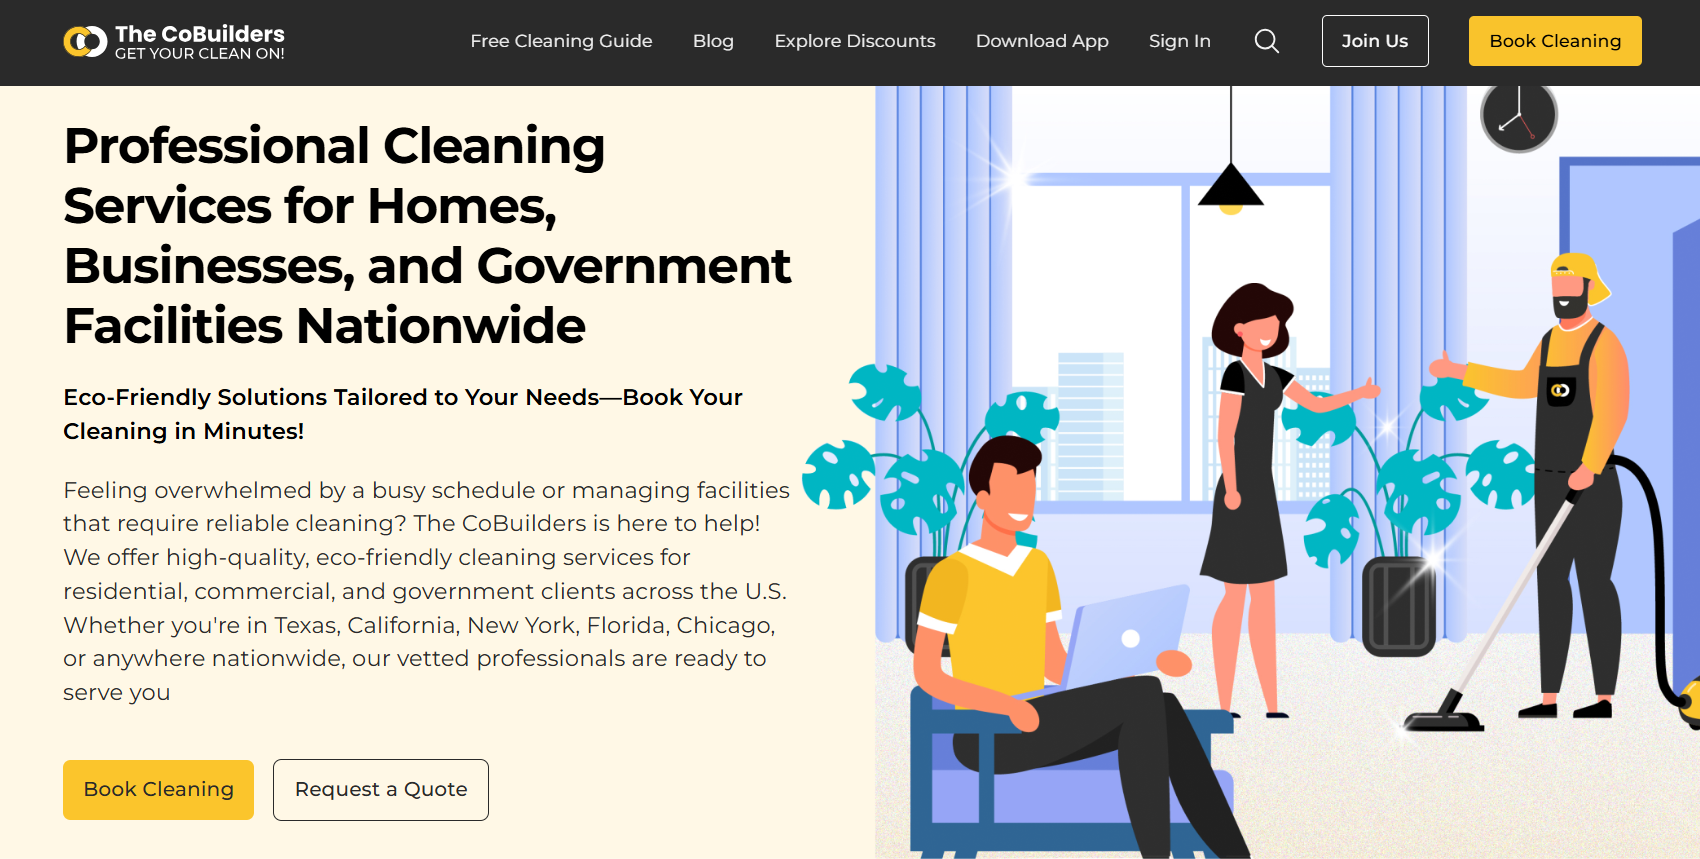 The CoBuilders
GET YOUR CLEAN ON!
Free Cleaning Guide
Blog
Explore Discounts
Download App
Sign In
Join Us
Book Cleaning
Professional Cleaning
Services for Homes,
Businesses, and Government
Facilities Nationwide
Eco-Friendly Solutions Tailored to Your Needs—Book Your
Cleaning in Minutes!
Feeling overwhelmed by a busy schedule or managing facilities
that require reliable cleaning? The CoBuilders is here to help!
We offer high-quality, eco-friendly cleaning services for
residential, commercial, and government clients across the U.S.
Whether you're in Texas, California, New York, Florida, Chicago,
or anywhere nationwide, our vetted professionals are ready to
serve you
Book Cleaning
Request a Quote